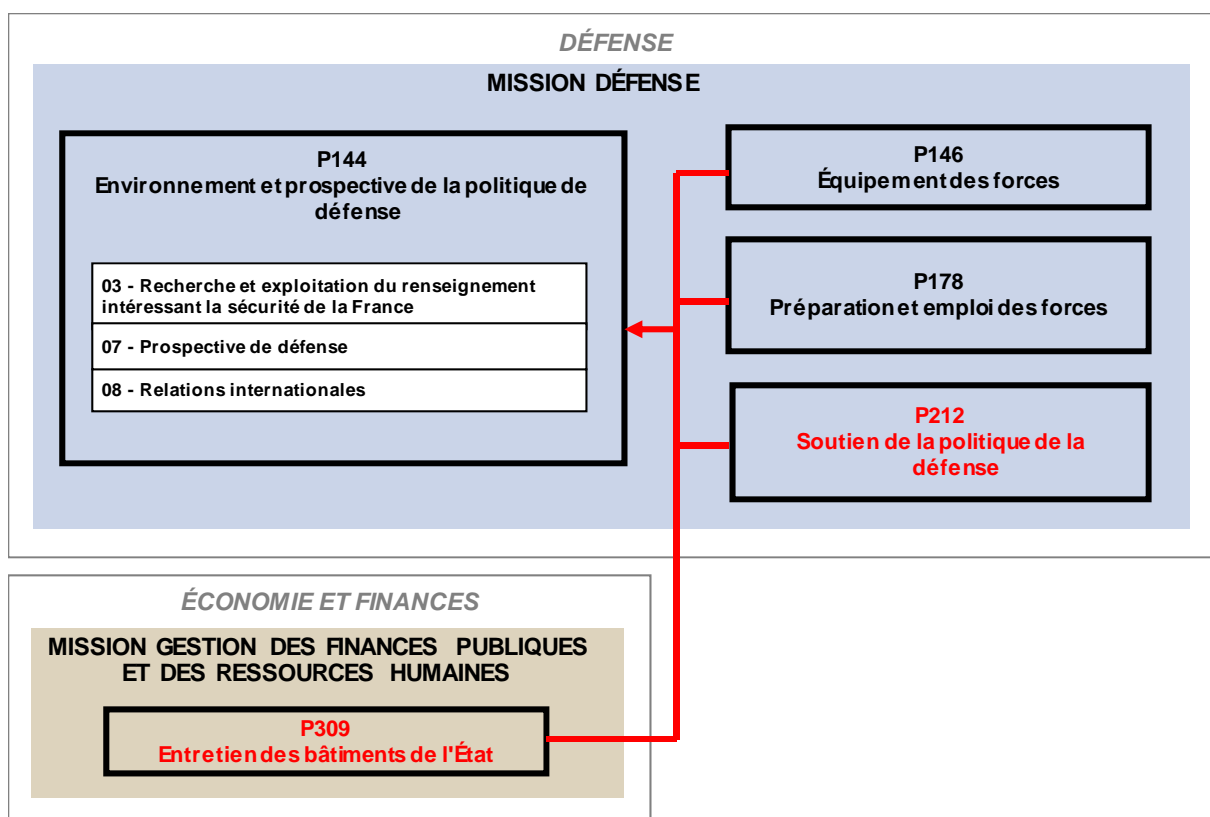 DÉFENSE
MISSION DÉFENSE
P144
Environnement et prospective de la politique de
défense
03 - Recherche et exploitation du renseignement
intéressant la sécurité de la France
07 - Prospective de défense
08 - Relations internationales
P146
Équipement des forces
P178
Préparation et emploi des forces
P212
Soutien de la politique de la
défense
ÉCONOMIE ET FINANCES
MISSION GESTION DES FINANCES PUBLIQUES
ET DES RESSOURCES HUMAINES
P309
Entretien des bâtiments de l'État